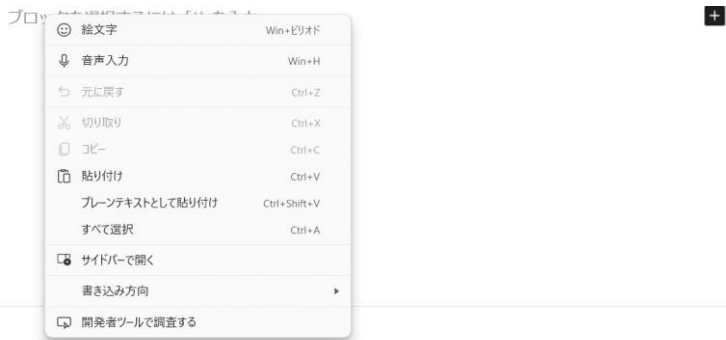 絵文字 Win+ピリオド
音声入力 Win+H
元に戻す Ctrl+Z
切り取り Ctrl+X
コピー Ctrl+C
貼り付け Ctrl+V
プレーンテキストとして貼り付け Ctrl+Shift+V
すべて選択 Ctrl+A
サイドバーで開く
書き込み方向
開発者ツールで調査する